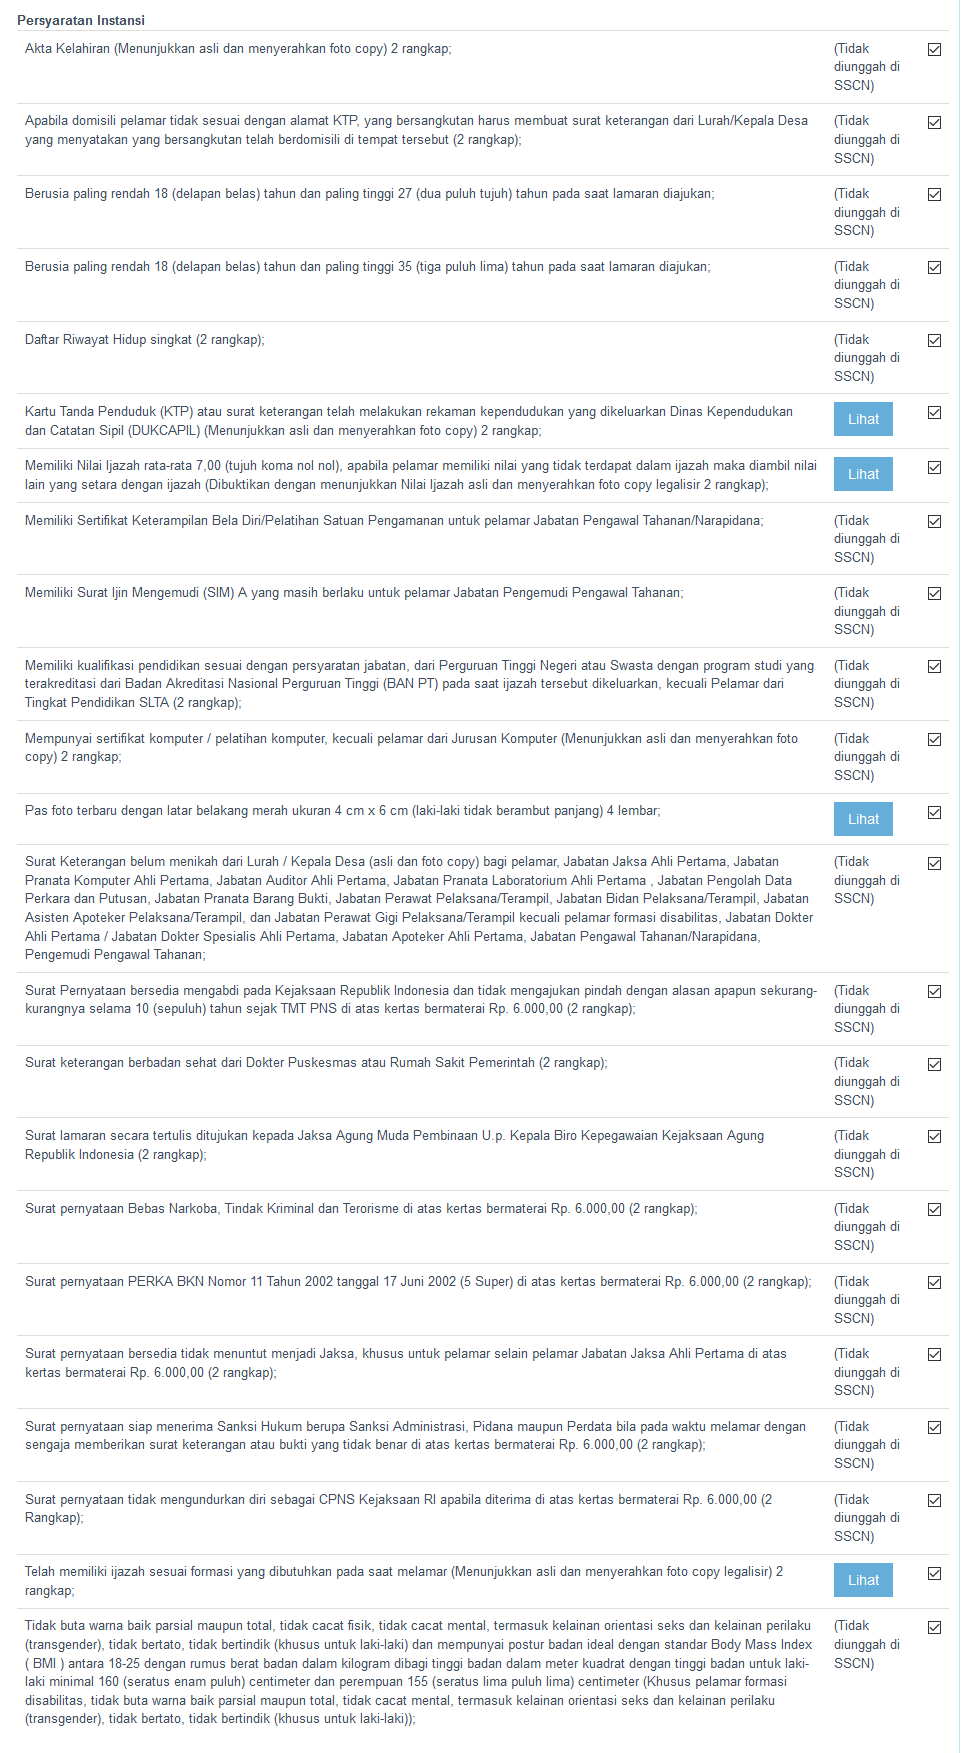 Persyaratan Instansi
Akta Kelahiran (Menunjukkan asli dan menyerahkan foto copy) 2 rangkap;
(Tidak
diunggah di
SSCN)
Apabila domisili pelamar tidak sesuai dengan alamat KTP, yang bersangkutan harus membuat surat keterangan dari Lurah/Kepala Desa
yang menyatakan yang bersangkutan telah berdomisili di tempat tersebut (2 rangkap);
(Tidak
diunggah di
SSCN)
Berusia paling rendah 18 (delapan belas) tahun dan paling tinggi 27 (dua puluh tujuh) tahun pada saat lamaran diajukan;
(Tidak
diunggah di
SSCN)
Berusia paling rendah 18 (delapan belas) tahun dan paling tinggi 35 (tiga puluh lima) tahun pada saat lamaran diajukan;
(Tidak
diunggah di
SSCN)
Daftar Riwayat Hidup singkat (2 rangkap);
(Tidak
diunggah di
SSCN)
Kartu Tanda Penduduk (KTP) atau surat keterangan telah melakukan rekaman kependudukan yang dikeluarkan Dinas Kependudukan
dan Catatan Sipil (DUKCAPIL) (Menunjukkan asli dan menyerahkan foto copy) 2 rangkap;
Lihat
Memiliki Nilai Ijazah rata-rata 7,00 (tujuh koma nol nol), apabila pelamar memiliki nilai yang tidak terdapat dalam ijazah maka diambil nilai
lain yang setara dengan ijazah (Dibuktikan dengan menunjukkan Nilai Ijazah asli dan menyerahkan foto copy legalisir 2 rangkap);
Lihat
Memiliki Sertifikat Keterampilan Bela Diri/Pelatihan Satuan Pengamanan untuk pelamar Jabatan Pengawal Tahanan/Narapidana;
(Tidak
diunggah di
SSCN)
Memiliki Surat Ijin Mengemudi (SIM) A yang masih berlaku untuk pelamar Jabatan Pengemudi Pengawal Tahanan;
(Tidak
diunggah di
SSCN)
Memiliki kualifikasi pendidikan sesuai dengan persyaratan jabatan, dari Perguruan Tinggi Negeri atau Swasta dengan program studi yang
terakreditasi dari Badan Akreditasi Nasional Perguruan Tinggi (BAN PT) pada saat ijazah tersebut dikeluarkan, kecuali Pelamar dari
Tingkat Pendidikan SLTA (2 rangkap);
(Tidak
diunggah di
SSCN)
Mempunyai sertifikat komputer / pelatihan komputer, kecuali pelamar dari Jurusan Komputer (Menunjukkan asli dan menyerahkan foto
copy) 2 rangkap;
(Tidak
diunggah di
SSCN)
Pas foto terbaru dengan latar belakang merah ukuran 4 cm x 6 cm (laki-laki tidak berambut panjang) 4 lembar;
Lihat
Surat Keterangan belum menikah dari Lurah / Kepala Desa (asli dan foto copy) bagi pelamar, Jabatan Jaksa Ahli Pertama, Jabatan
Pranata Komputer Ahli Pertama, Jabatan Auditor Ahli Pertama, Jabatan Pranata Laboratorium Ahli Pertama , Jabatan Pengolah Data
Perkara dan Putusan, Jabatan Pranata Barang Bukti, Jabatan Perawat Pelaksana/Terampil, Jabatan Bidan Pelaksana/Terampil, Jabatan
Asisten Apoteker Pelaksana/Terampil, dan Jabatan Perawat Gigi Pelaksana/Terampil kecuali pelamar formasi disabilitas, Jabatan Dokter
Ahli Pertama / Jabatan Dokter Spesialis Ahli Pertama, Jabatan Apoteker Ahli Pertama, Jabatan Pengawal Tahanan/Narapidana,
Pengemudi Pengawal Tahanan;
(Tidak
diunggah di
SSCN)
Surat Pernyataan bersedia mengabdi pada Kejaksaan Republik Indonesia dan tidak mengajukan pindah dengan alasan apapun sekurang-
kurangnya selama 10 (sepuluh) tahun sejak TMT PNS di atas kertas bermaterai Rp. 6.000,00 (2 rangkap);
(Tidak
diunggah di
SSCN)
Surat keterangan berbadan sehat dari Dokter Puskesmas atau Rumah Sakit Pemerintah (2 rangkap);
(Tidak
diunggah di
SSCN)
Surat lamaran secara tertulis ditujukan kepada Jaksa Agung Muda Pembinaan U.p. Kepala Biro Kepegawaian Kejaksaan Agung
Republik Indonesia (2 rangkap);
(Tidak
diunggah di
SSCN)
Surat pernyataan Bebas Narkoba, Tindak Kriminal dan Terorisme di atas kertas bermaterai Rp. 6.000,00 (2 rangkap);
(Tidak
diunggah di
SSCN)
Surat pernyataan PERKA BKN Nomor 11 Tahun 2002 tanggal 17 Juni 2002 (5 Super) di atas kertas bermaterai Rp. 6.000,00 (2 rangkap);
(Tidak
diunggah di
SSCN)
Surat pernyataan bersedia tidak menuntut menjadi Jaksa, khusus untuk pelamar selain pelamar Jabatan Jaksa Ahli Pertama di atas
kertas bermaterai Rp. 6.000,00 (2 rangkap);
(Tidak
diunggah di
SSCN)
Surat pernyataan siap menerima Sanksi Hukum berupa Sanksi Administrasi, Pidana maupun Perdata bila pada waktu melamar dengan
sengaja memberikan surat keterangan atau bukti yang tidak benar di atas kertas bermaterai Rp. 6.000,00 (2 rangkap);
(Tidak
diunggah di
SSCN)
Surat pernyataan tidak mengundurkan diri sebagai CPNS Kejaksaan RI apabila diterima di atas kertas bermaterai Rp. 6.000,00 (2
Rangkap);
(Tidak
diunggah di
SSCN)
Telah memiliki ijazah sesuai formasi yang dibutuhkan pada saat melamar (Menunjukkan asli dan menyerahkan foto copy legalisir) 2
rangkap;
Lihat
Tidak buta warna baik parsial maupun total, tidak cacat fisik, tidak cacat mental, termasuk kelainan orientasi seks dan kelainan perilaku
(transgender), tidak bertato, tidak bertindik (khusus untuk laki-laki) dan mempunyai postur badan ideal dengan standar Body Mass Index
( BMI ) antara 18-25 dengan rumus berat badan dalam kilogram dibagi tinggi badan dalam meter kuadrat dengan tinggi badan untuk laki-
laki minimal 160 (seratus enam puluh) centimeter dan perempuan 155 (seratus lima puluh lima) centimeter (Khusus pelamar formasi
disabilitas, tidak buta warna baik parsial maupun total, tidak cacat mental, termasuk kelainan orientasi seks dan kelainan perilaku
(transgender), tidak bertato, tidak bertindik (khusus untuk laki-laki));
(Tidak
diunggah di
SSCN)